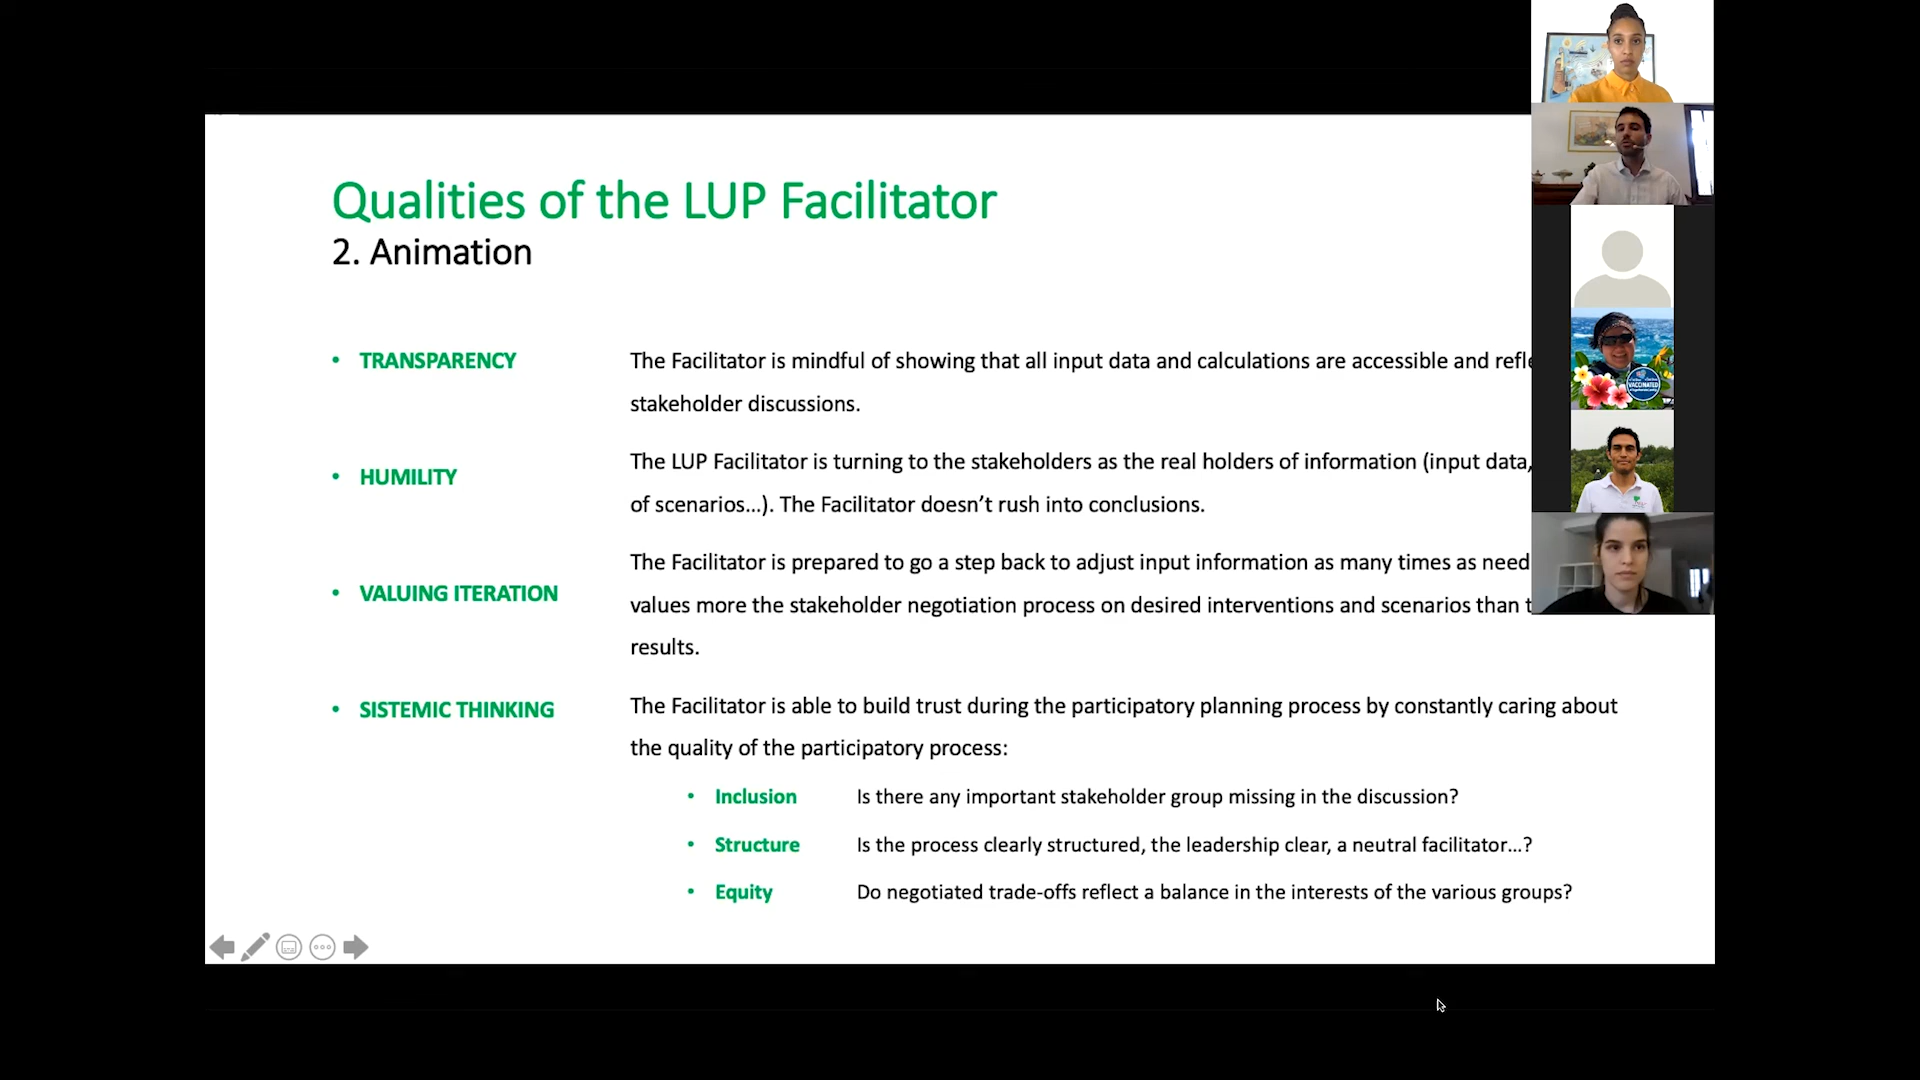 Qualities of the LUP Facilitator
2. Animation
• TRANSPARENCY
The Facilitator is mindful of showing that all input data and calculations are accessible and
stakeholder discussions.
• HUMILITY
The LUP Facilitator is turning to the stakeholders as the real holders of information (input data,
of scenarios...). The Facilitator doesn't rush into conclusions.
• VALUING ITERATION
The Facilitator is prepared to go a step back to adjust input information as many times as
values more the stakeholder negotiation process on desired interventions and scenarios than
results.
• SISTEMIC THINKING
The Facilitator is able to build trust during the participatory planning process by constantly caring about
the quality of the participatory process:
• Inclusion Is there any important stakeholder group missing in the discussion?
• Structure Is the process clearly structured, the leadership clear, a neutral facilitator...?
• Equity Do negotiated trade-offs reflect a balance in the interests of the various groups?
VACCINATED